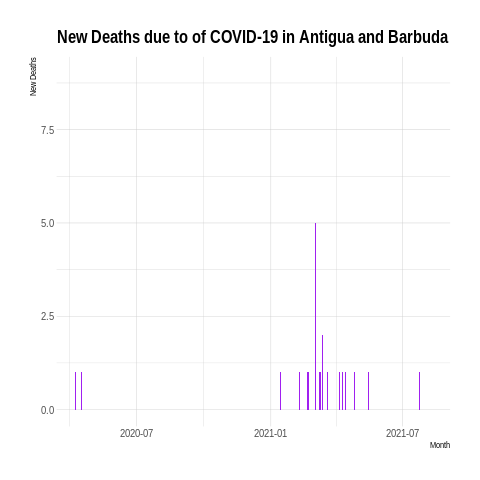 New Deaths due to of COVID-19 in Antigua and Barbuda
New Deaths
7.5
5.0
2.5
0.0
2020-07
2021-01
2021-07
Month